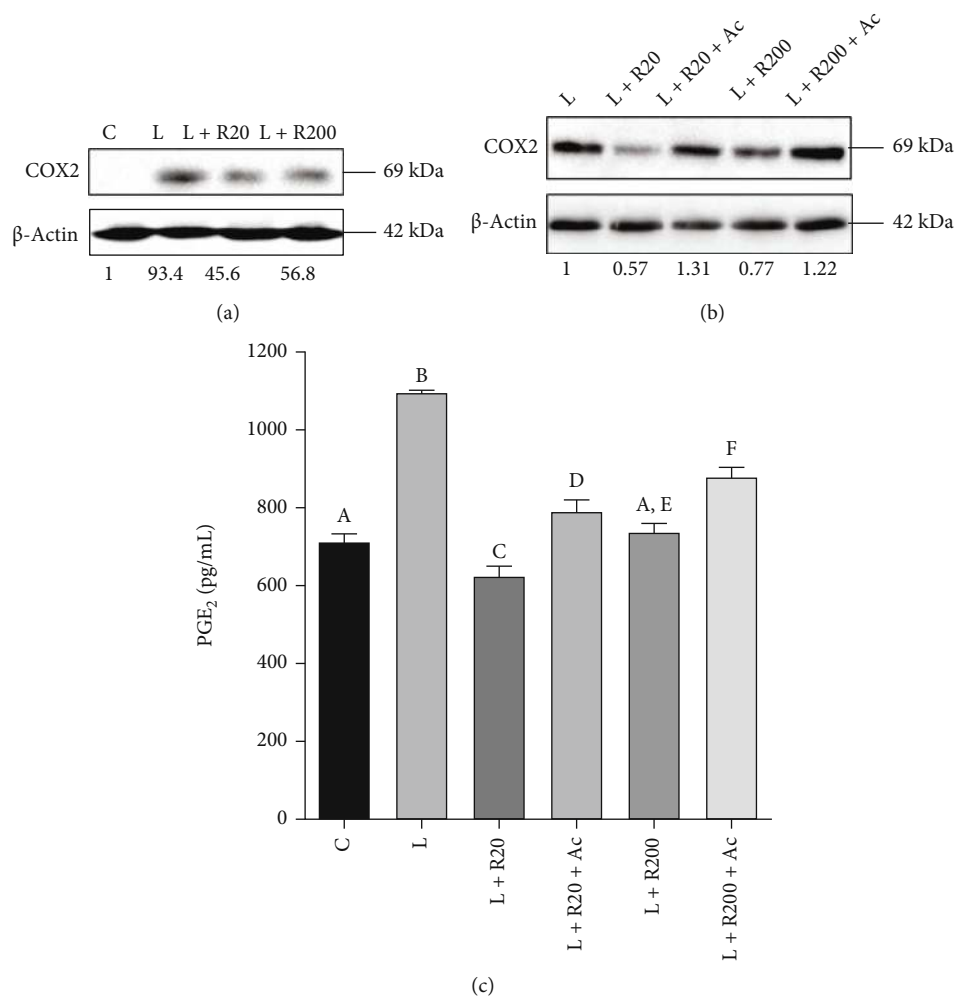 C L L + R20 L + R200
COX2 69 kDa
β-Actin 42 kDa
1 93.4 45.6 56.8
(a)
L L + R20 L + R20 + Ac L + R200 L + R200 + Ac
COX2 69 kDa
β-Actin 42 kDa
1 0.57 1.31 0.77 1.22
(b)
PGE₂ (pg/mL)
1200
1000
800
600
400
200
0
A B C D A, E F
C L L + R20 L + R20 + Ac L + R200 L + R200 + Ac
(c)